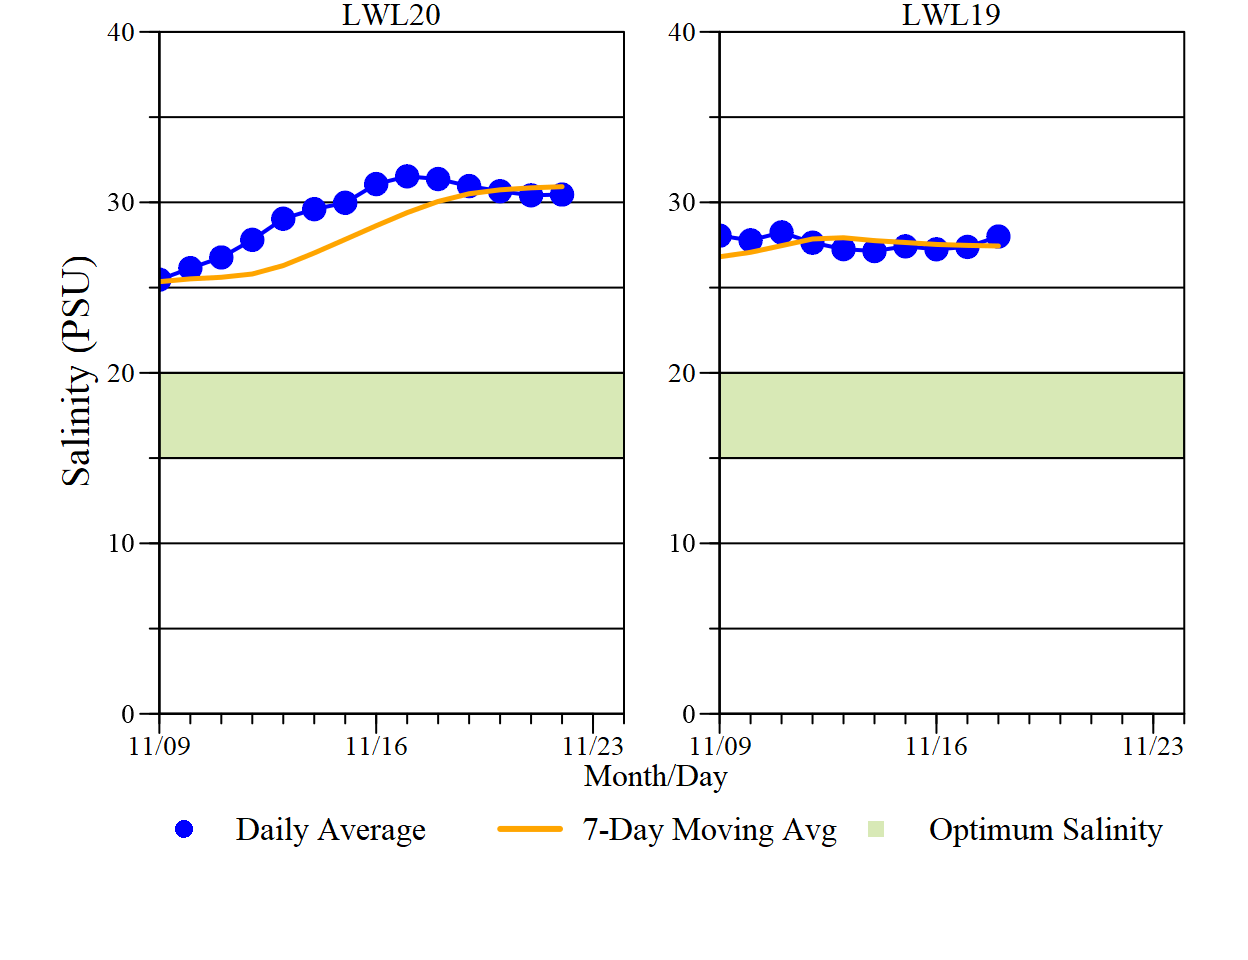 LWL20
LWL19
40
30
20
10
0
40
30
20
10
0
Salinity (PSU)
11/09
11/16
11/23
11/09
11/16
11/23
Month/Day
Daily Average
7-Day Moving Avg
Optimum Salinity